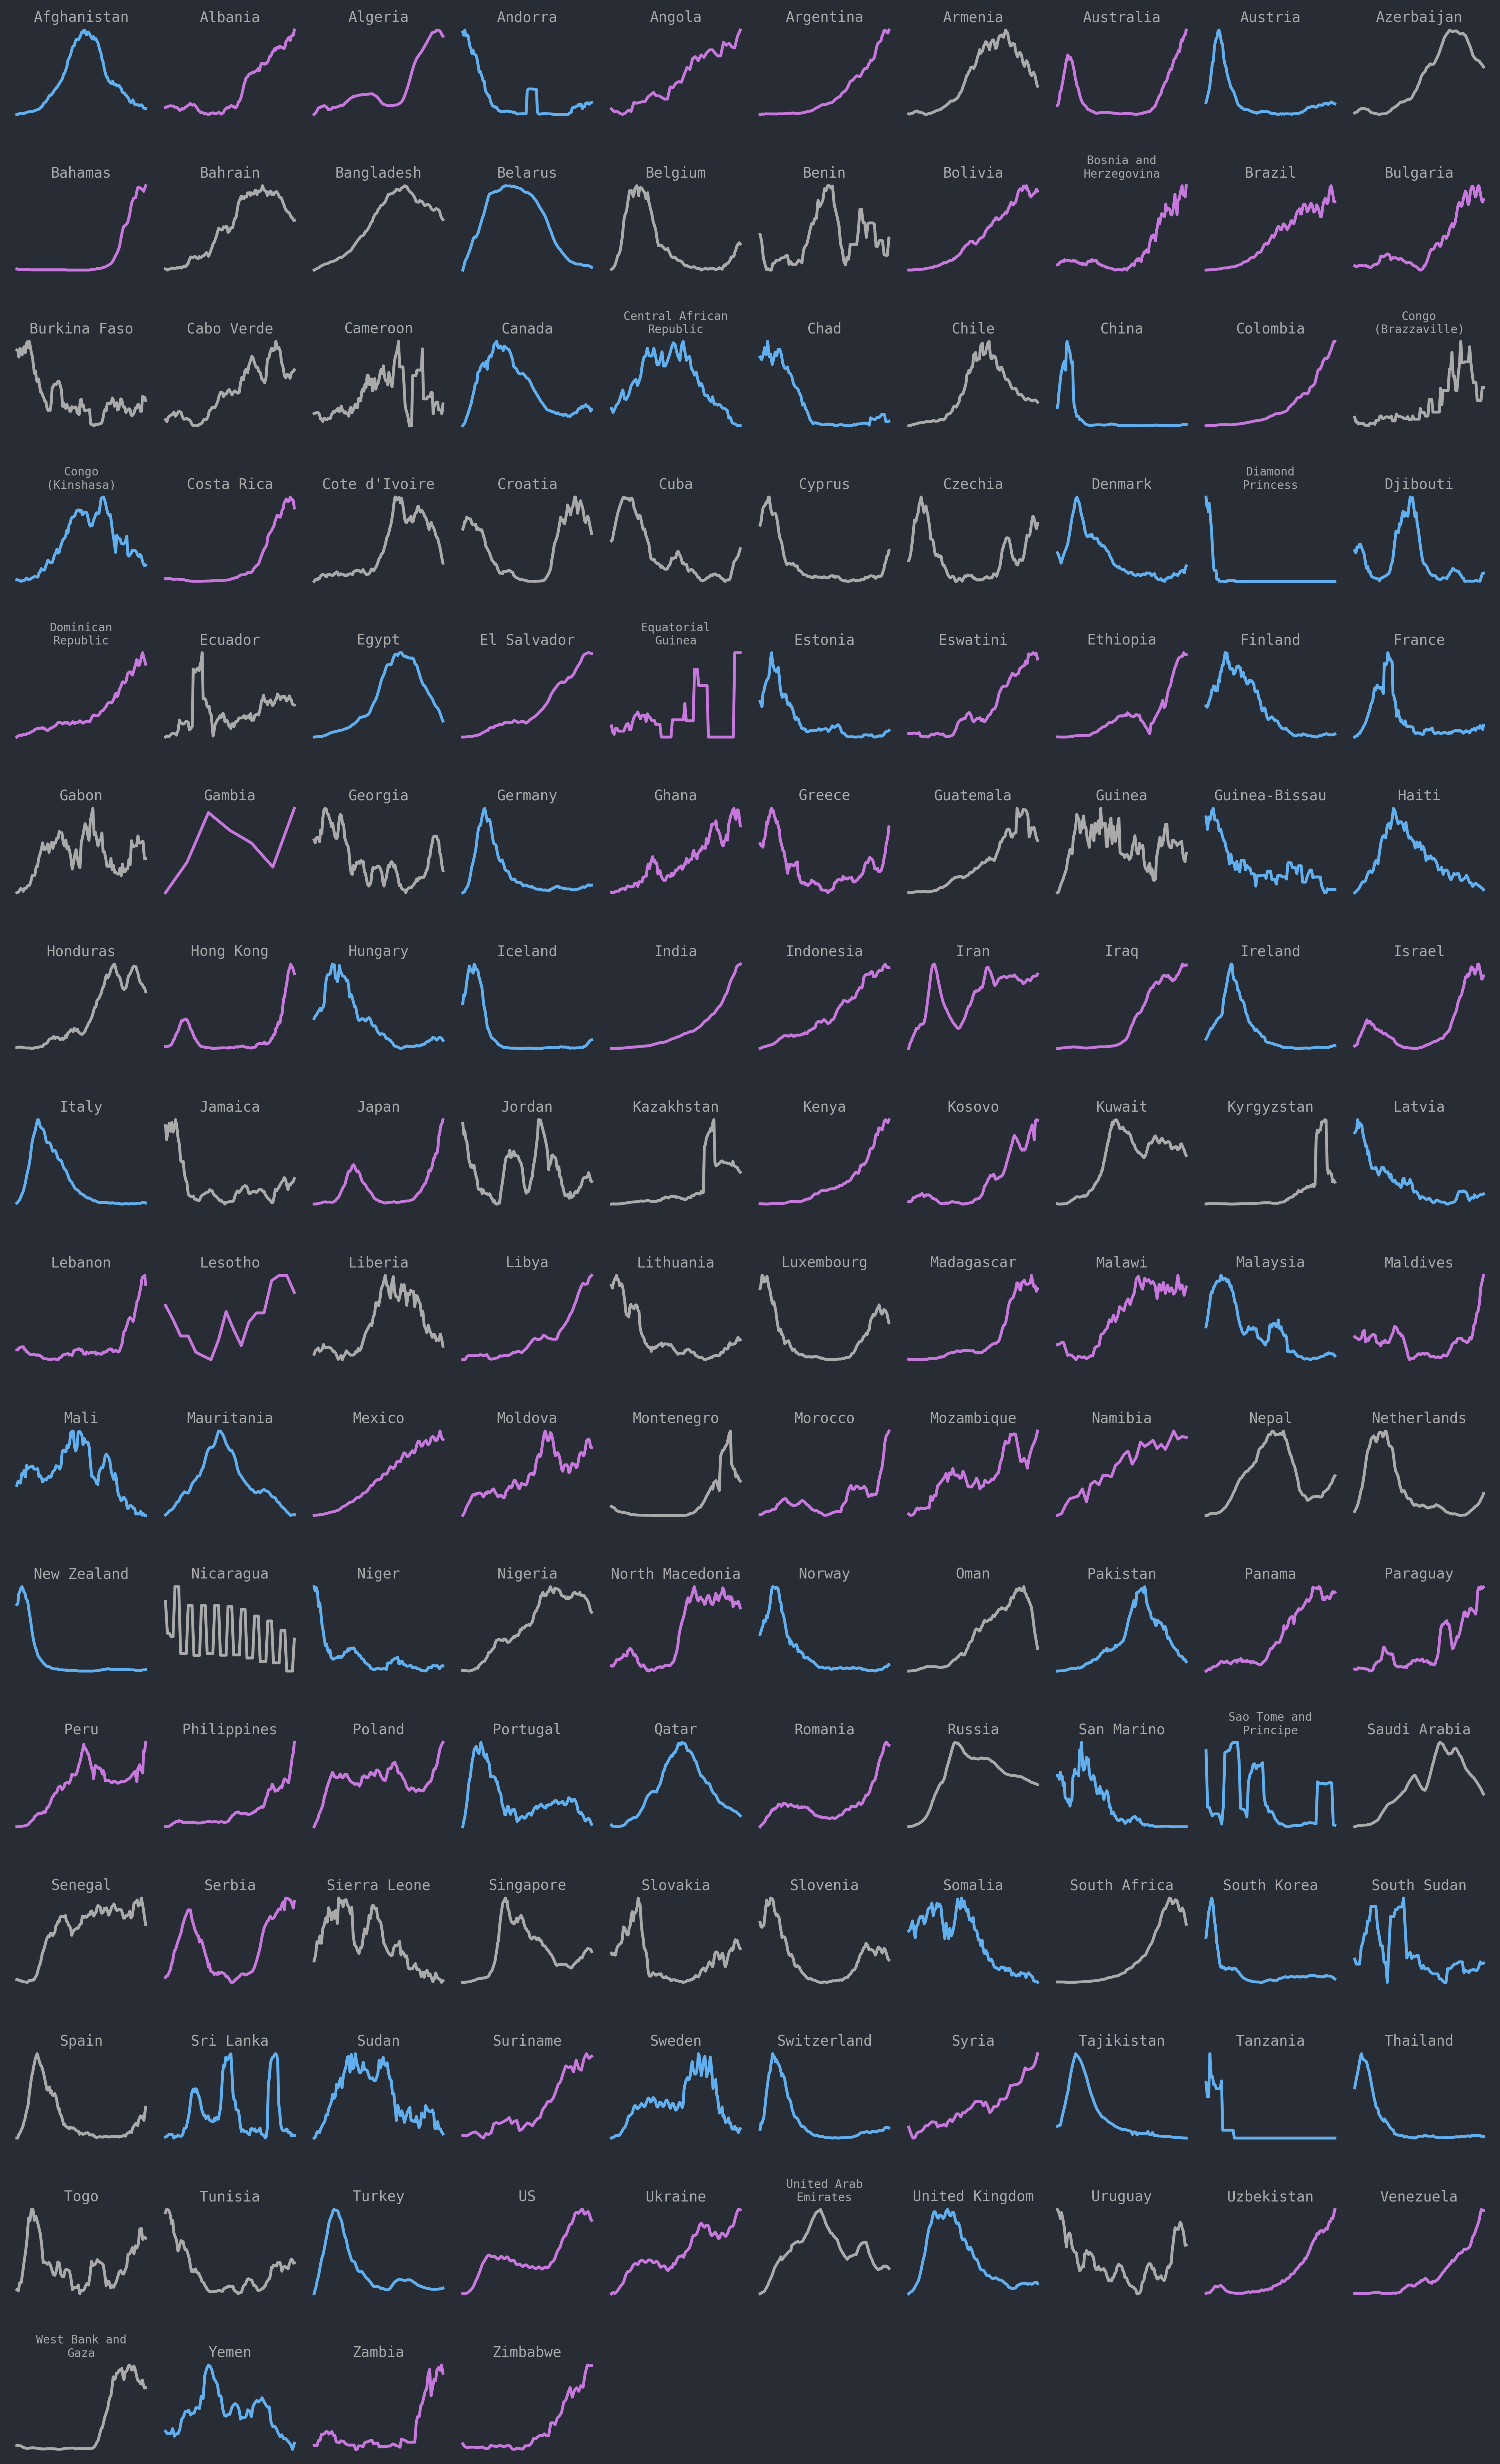 Afghanistan
Albania
Algeria
Andorra
Angola
Argentina
Armenia
Australia
Austria
Azerbaijan
Bahamas
Bahrain
Bangladesh
Belarus
Belgium
Benin
Bolivia
Bosnia and
Herzegovina
Brazil
Bulgaria
Burkina Faso
Cabo Verde
Cameroon
Canada
Central African
Republic
Chad
Chile
China
Colombia
Congo
(Brazzaville)
Congo
(Kinshasa)
Costa Rica
Cote d'Ivoire
Croatia
Cuba
Cyprus
Czechia
Denmark
Diamond
Princess
Djibouti
Dominican
Republic
Ecuador
Egypt
El Salvador
Equatorial
Guinea
Estonia
Eswatini
Ethiopia
Finland
France
Gabon
Gambia
Georgia
Germany
Ghana
Greece
Guatemala
Guinea
Guinea-Bissau
Haiti
Honduras
Hong Kong
Hungary
Iceland
India
Indonesia
Iran
Iraq
Ireland
Israel
Italy
Jamaica
Japan
Jordan
Kazakhstan
Kenya
Kosovo
Kuwait
Kyrgyzstan
Latvia
Lebanon
Lesotho
Liberia
Libya
Lithuania
Luxembourg
Madagascar
Malawi
Malaysia
Maldives
Mali
Mauritania
Mexico
Moldova
Montenegro
Morocco
Mozambique
Namibia
Nepal
Netherlands
New Zealand
Nicaragua
Niger
Nigeria
North Macedonia
Norway
Oman
Pakistan
Panama
Paraguay
Peru
Philippines
Poland
Portugal
Qatar
Romania
Russia
San Marino
Sao Tome and
Principe
Saudi Arabia
Senegal
Serbia
Sierra Leone
Singapore
Slovakia
Slovenia
Somalia
South Africa
South Korea
South Sudan
Spain
Sri Lanka
Sudan
Suriname
Sweden
Switzerland
Syria
Tajikistan
Tanzania
Thailand
Togo
Tunisia
Turkey
US
Ukraine
United Arab
Emirates
United Kingdom
Uruguay
Uzbekistan
Venezuela
West Bank and
Gaza
Yemen
Zambia
Zimbabwe